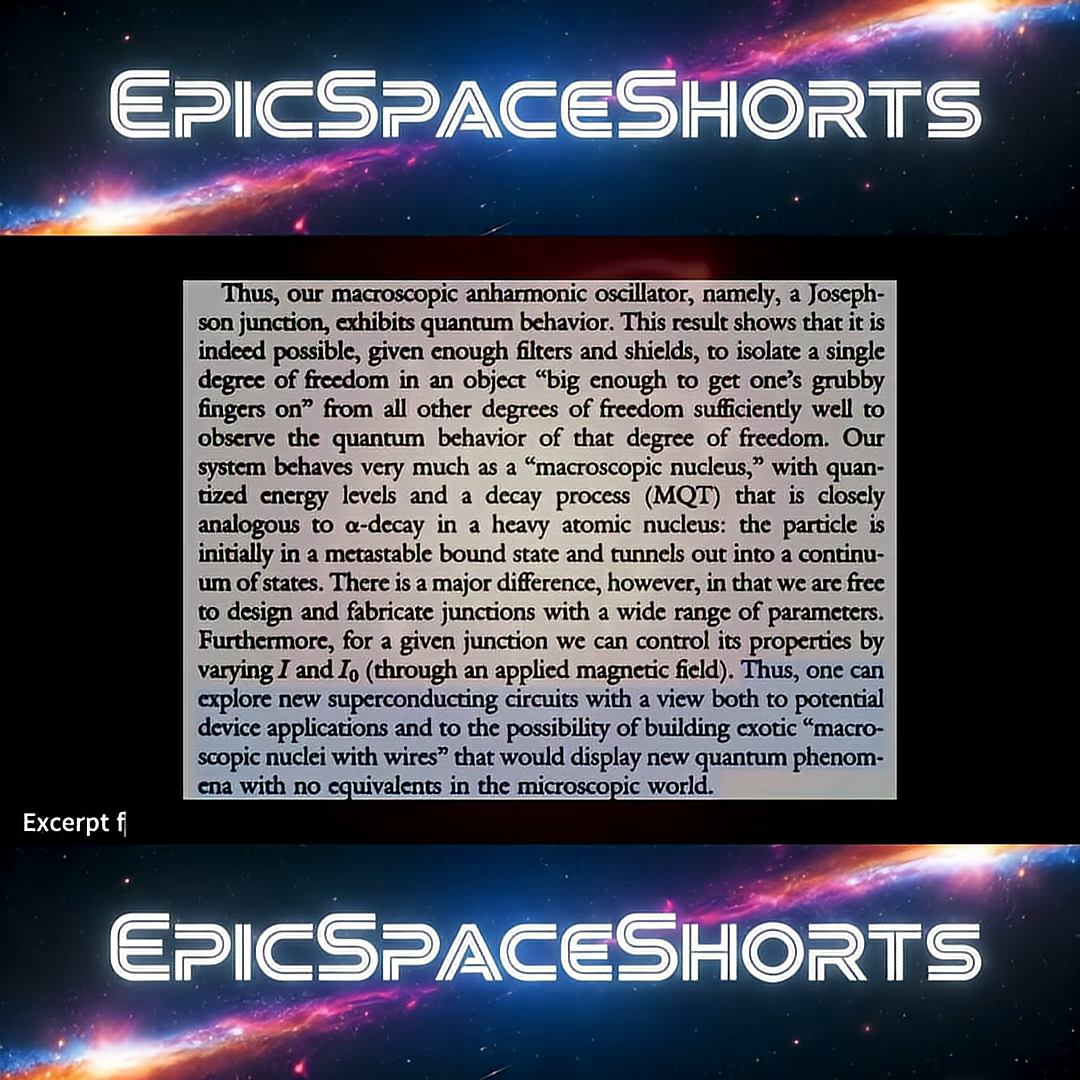 EPICSPACESHORTS
Thus, our macroscopic anharmonic oscillator, namely, a Joseph-
son junction, exhibits quantum behavior. This result shows that it is
indeed possible, given enough filters and shields, to isolate a single
degree of freedom in an object “big enough to get one’s grubby
fingers on” from all other degrees of freedom sufficiently well to
observe the quantum behavior of that degree of freedom. Our
system behaves very much as a “macroscopic nucleus,” with quan-
tized energy levels and a decay process (MQT) that is closely
analogous to α-decay in a heavy atomic nucleus: the particle is
initially in a metastable bound state and tunnels out into a continu-
um of states. There is a major difference, however, in that we are free
to design and fabricate junctions with a wide range of parameters.
Furthermore, for a given junction we can control its properties by
varying I and I₀ (through an applied magnetic field). Thus, one can
explore new superconducting circuits with a view both to potential
device applications and to the possibility of building exotic “macro-
scopic nuclei with wires” that would display new quantum phenom-
ena with no equivalents in the microscopic world.
Excerpt f
EPICSPACESHORTS